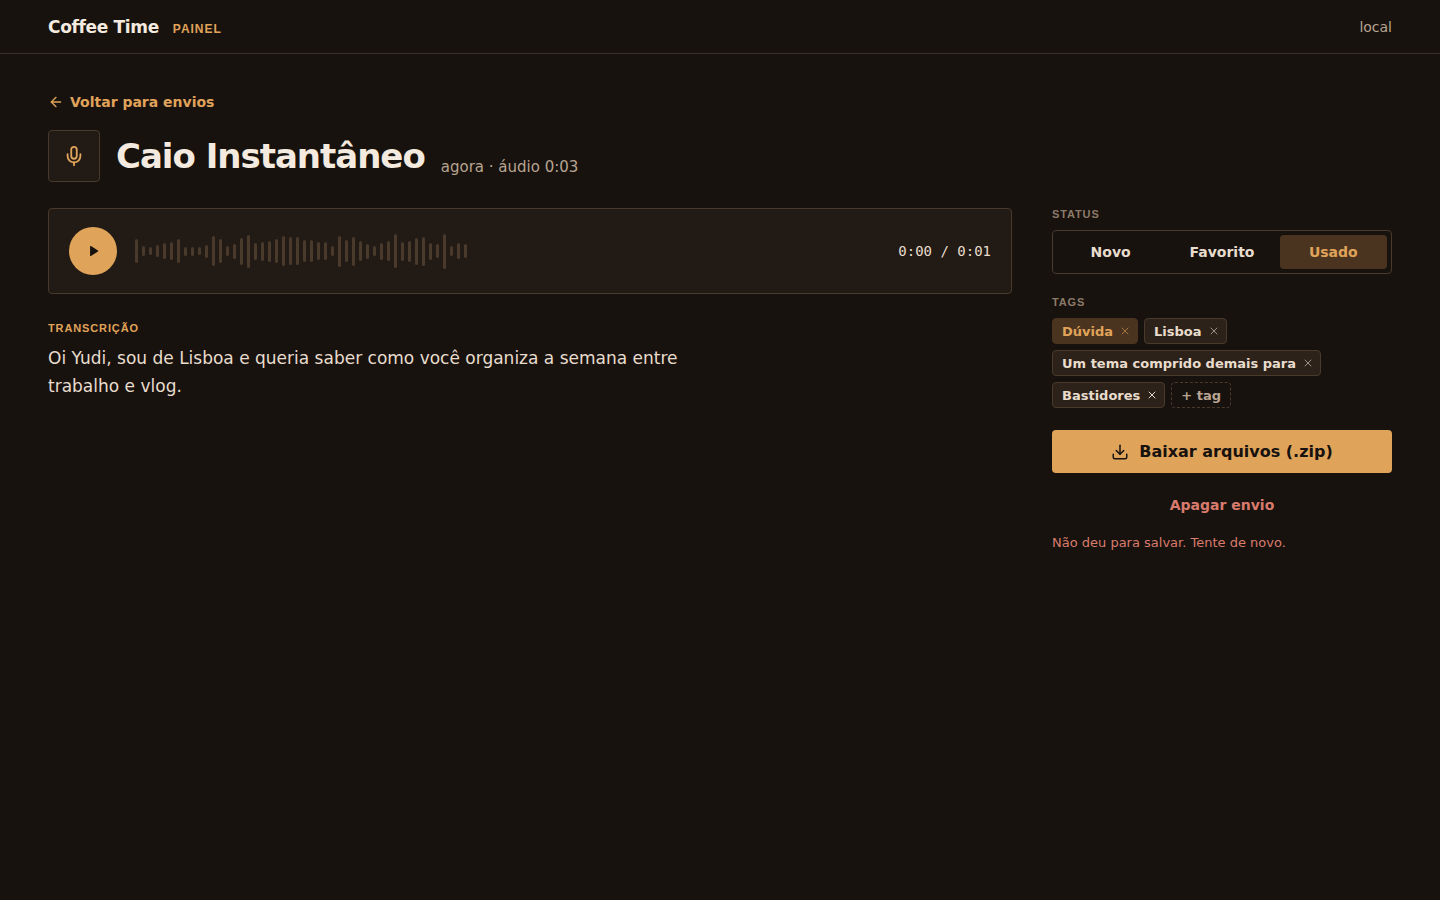 Coffee Time PAINEL
local
Voltar para envios
Caio Instantâneo
agora · áudio 0:03
0:00 / 0:01
TRANSCRIÇÃO
Oi Yudi, sou de Lisboa e queria saber como você organiza a semana entre
trabalho e vlog.
STATUS
Novo Favorito Usado
TAGS
Dúvida Lisboa
Um tema comprido demais para
Bastidores + tag
Baixar arquivos (.zip)
Apagar envio
Não deu para salvar. Tente de novo.